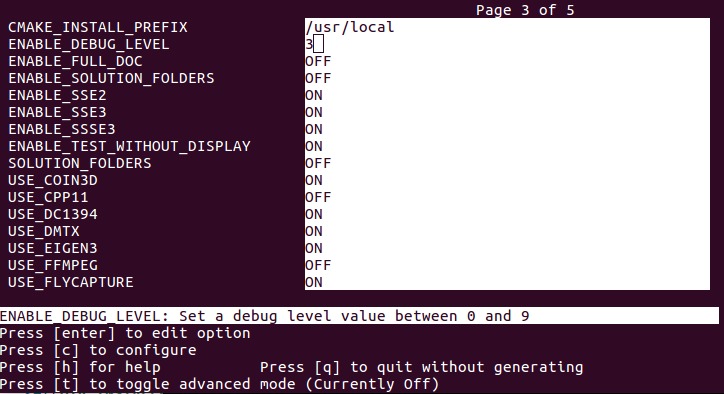 Page 3 of 5
CMAKE_INSTALL_PREFIX /usr/local
ENABLE_DEBUG_LEVEL 3
ENABLE_FULL_DOC OFF
ENABLE_SOLUTION_FOLDERS OFF
ENABLE_SSE2 ON
ENABLE_SSE3 ON
ENABLE_SSSE3 ON
ENABLE_TEST_WITHOUT_DISPLAY ON
SOLUTION_FOLDERS OFF
USE_COIN3D ON
USE_CPP11 OFF
USE_DC1394 ON
USE_DMTX ON
USE_EIGEN3 ON
USE_FFMPEG OFF
USE_FLYCAPTURE ON
ENABLE_DEBUG_LEVEL: Set a debug level value between 0 and 9
Press [enter] to edit option
Press [c] to configure
Press [h] for help Press [q] to quit without generating
Press [t] to toggle advanced mode (Currently Off)